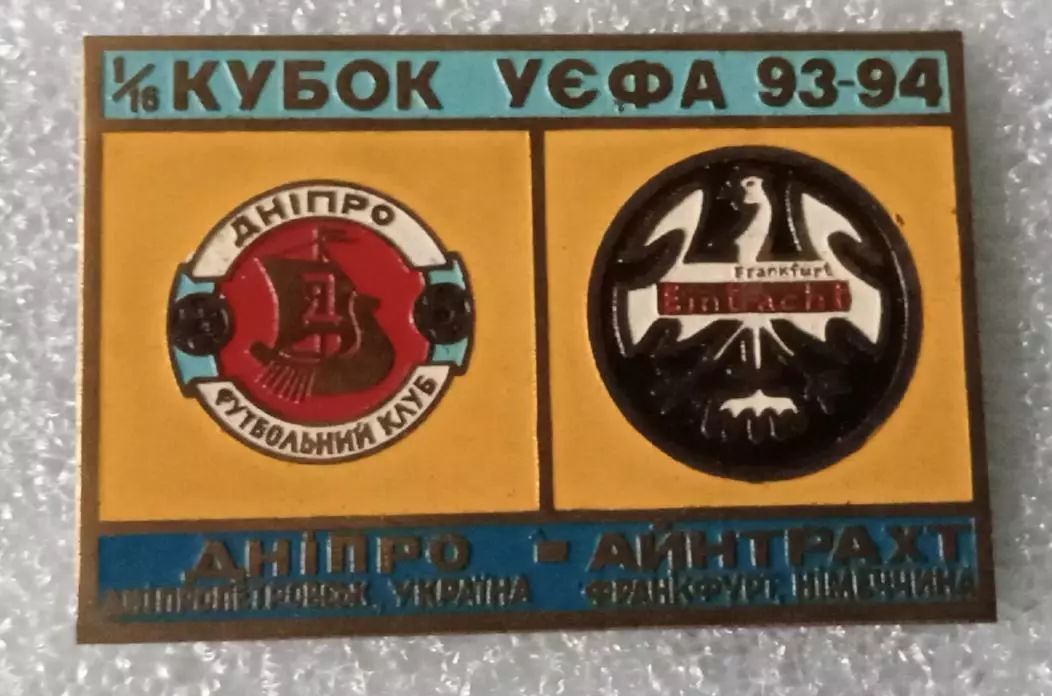 1/16 КУБОК УЄФА 93-94
ДНІПРО
Д
ФУТБОЛЬНИЙ КЛУБ
Frankfurt
Eintracht
ДНІПРО - АЙНТРАХТ
ДНІПРОПЕТРОВСЬК, УКРАЇНА ФРАНКФУРТ, НІМЕЧЧИНА